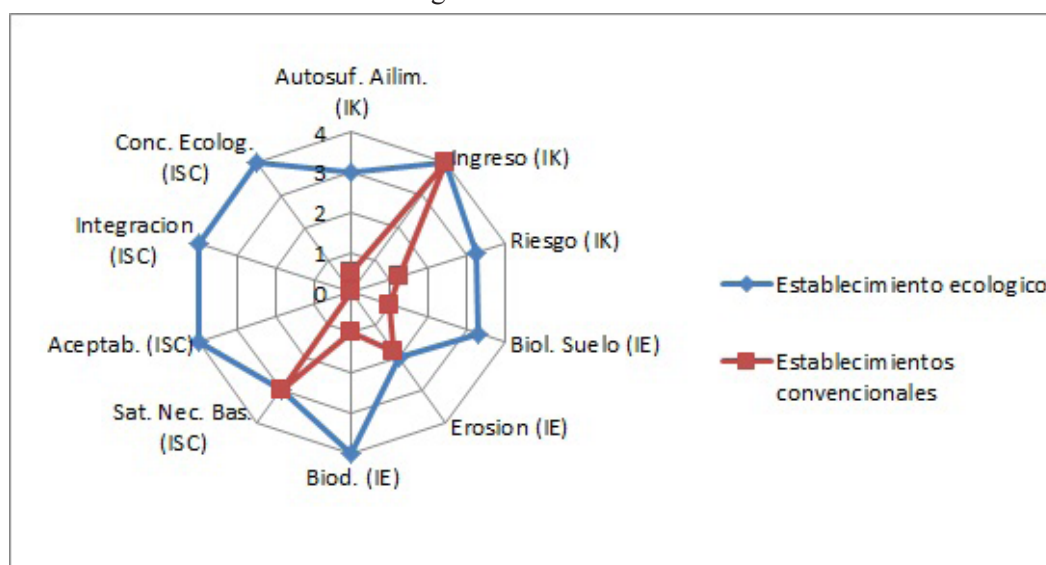 Autosuf. Ailim.
(IK)
Conc. Ecolog.
(ISC)
Ingreso (IK)
Integracion
(ISC)
Riesgo (IK)
Aceptab. (ISC)
Biol. Suelo (IE)
Sat. Nec. Bas.
(ISC)
Erosion (IE)
Biod. (IE)
4
3
2
1
0
Establecimiento ecologico
Establecimientos
convencionales